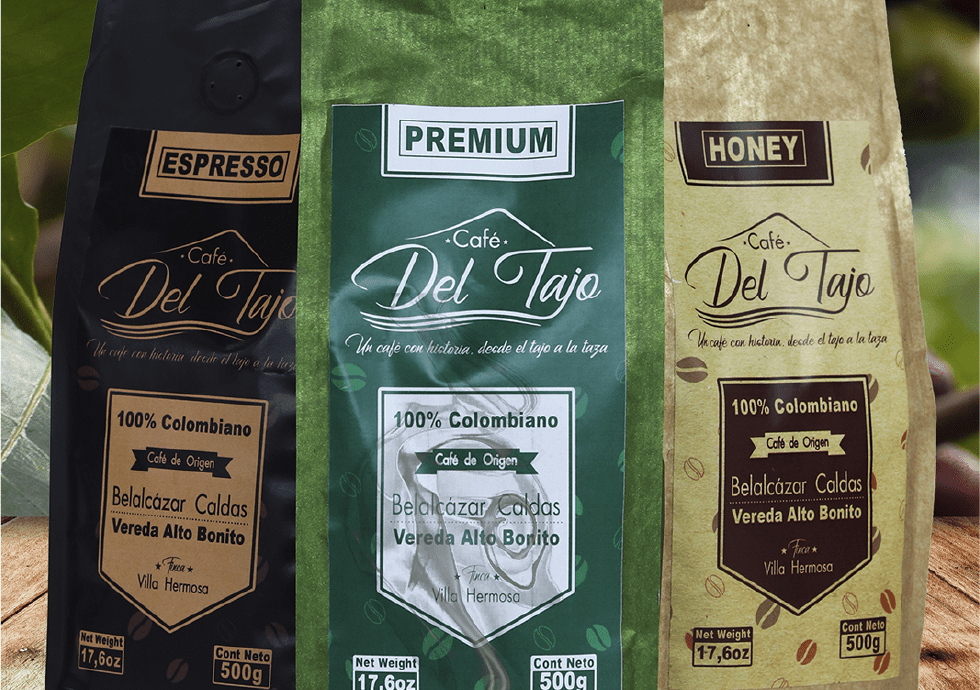 ESPRESSO
Café
Del Tajo
Un café con historia, desde el tajo a la taza
100% Colombiano
Café de Origen
Belalcázar Caldas
Vereda Alto Bonito
Finca
Villa Hermosa
Net Weight
17,6oz
Cont Neto
500g
PREMIUM
Café
Del Tajo
Un café con historia, desde el tajo a la taza
100% Colombiano
Café de Origen
Belalcázar Caldas
Vereda Alto Bonito
Finca
Villa Hermosa
Net Weight
17,6oz
Cont Neto
500g
HONEY
Café
Del Tajo
Un café con historia, desde el tajo a la taza
100% Colombiano
Café de Origen
Belalcázar Caldas
Vereda Alto Bonito
Finca
Villa Hermosa
Net Weight
17,6oz
Cont Neto
500g